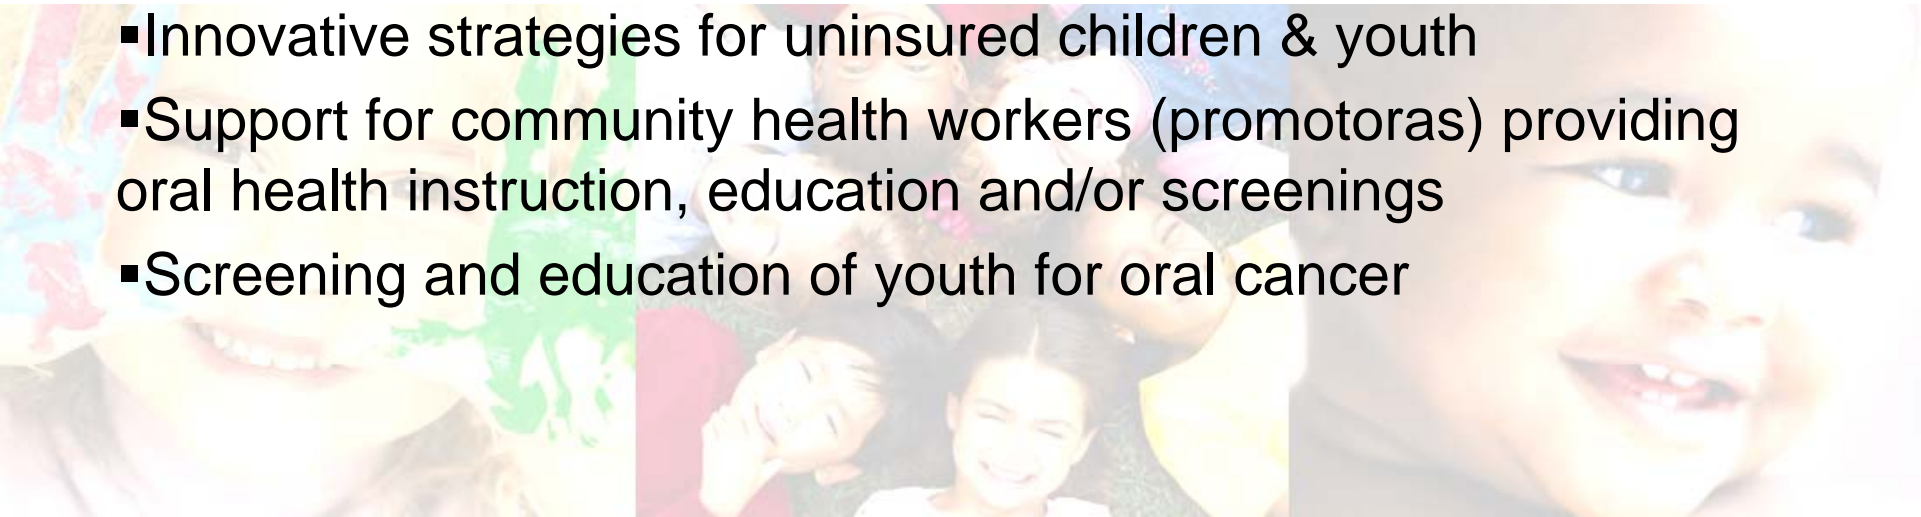 ▪Innovative strategies for uninsured children & youth
▪Support for community health workers (promotoras) providing
oral health instruction, education and/or screenings
▪Screening and education of youth for oral cancer